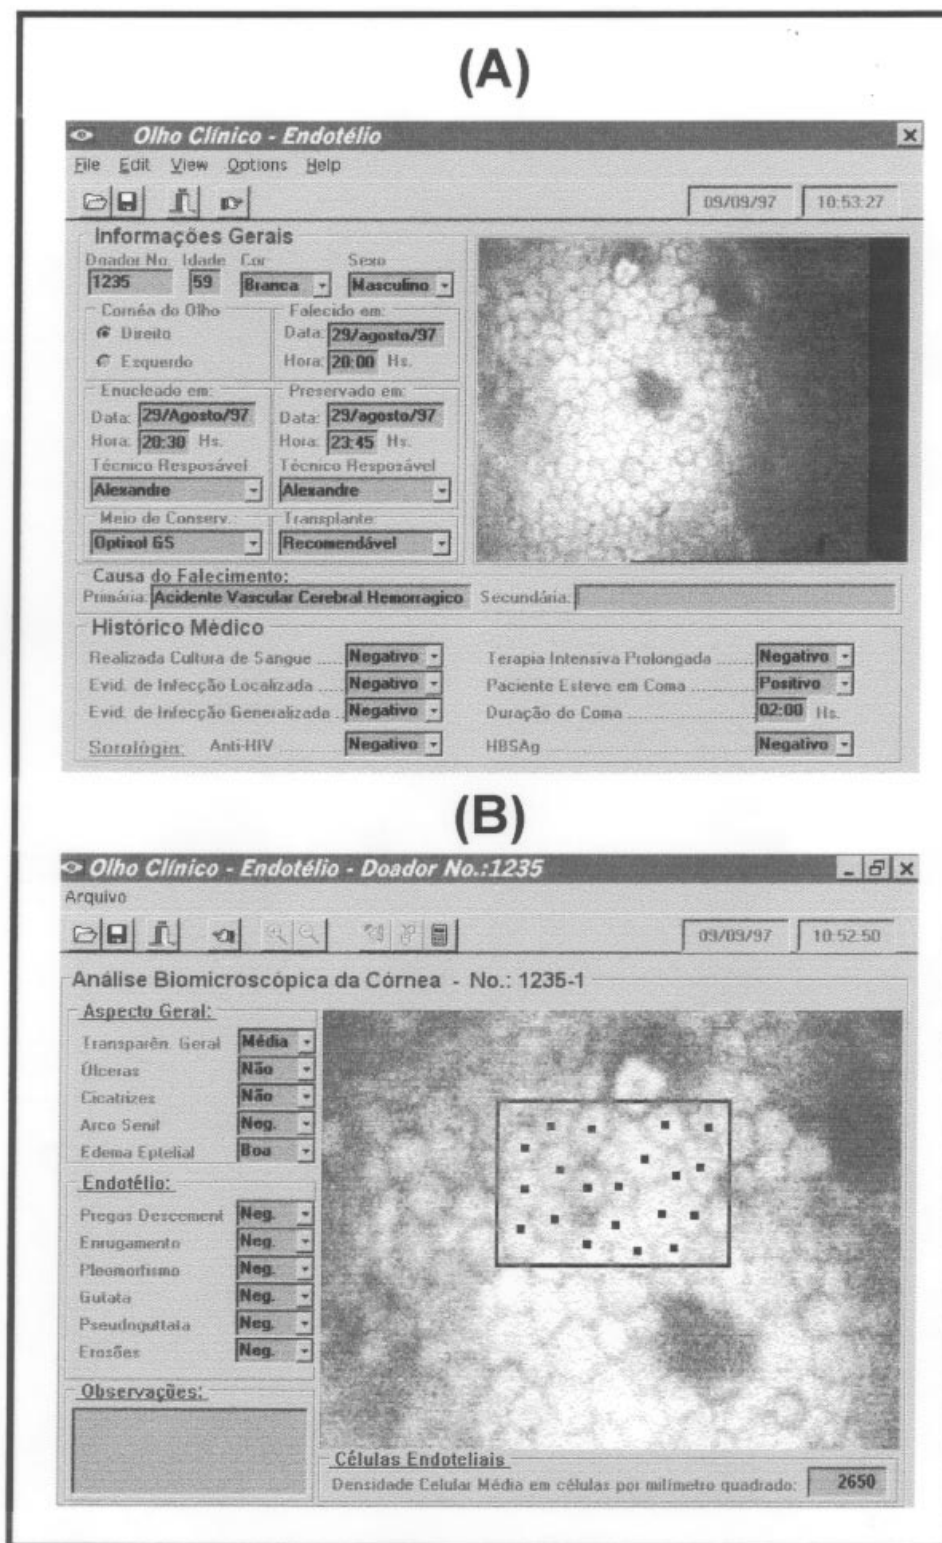 (A)
Olho Clínico - Endotélio
File Edit View Options Help
09/09/97 10:53:27
Informações Gerais
Doador No. Idade Cor Sexo
1235 59 Branca Masculino
Cornéa do Olho Falecido em:
Direito Data: 29/agosto/97
Esquerdo Hora: 20:00 Hs.
Enucleado em: Preservado em:
Data: 29/Agosto/97 Data: 29/agosto/97
Hora: 20:30 Hs. Hora: 23:45 Hs.
Técnico Resposável Técnico Resposável
Alexandre Alexandre
Meio de Conserv.: Transplante:
Optisol GS Recomendável
Causa do Falecimento:
Primária: Acidente Vascular Cerebral Hemorragico Secundária:
Histórico Médico
Realizada Cultura de Sangue ..... Negativo Terapia Intensiva Prolongada ........ Negativo
Evid. de Infecção Localizada ..... Negativo Paciente Esteve em Coma ............ Positivo
Evid. de Infecção Generalizada .. Negativo Duração do Coma ........................ 02:00 Hs.
Sorológia: Anti-HIV ........... Negativo HBSAg ........................................ Negativo
(B)
Olho Clínico - Endotélio - Doador No.:1235
Arquivo
09/09/97 10:52:50
Análise Biomicroscópica da Córnea - No.: 1235-1
Aspecto Geral:
Transparên. Geral Média
Úlceras Não
Cicatrizes Não
Arco Senil Neg.
Edema Eptelial Boa
Endotélio:
Pregas Descement Neg.
Enrugamento Neg.
Pleomorfismo Neg.
Gutata Neg.
Pseudoguttata Neg.
Erosões Neg.
Observações:
Células Endoteliais
Densidade Celular Média em células por milímetro quadrado: 2650